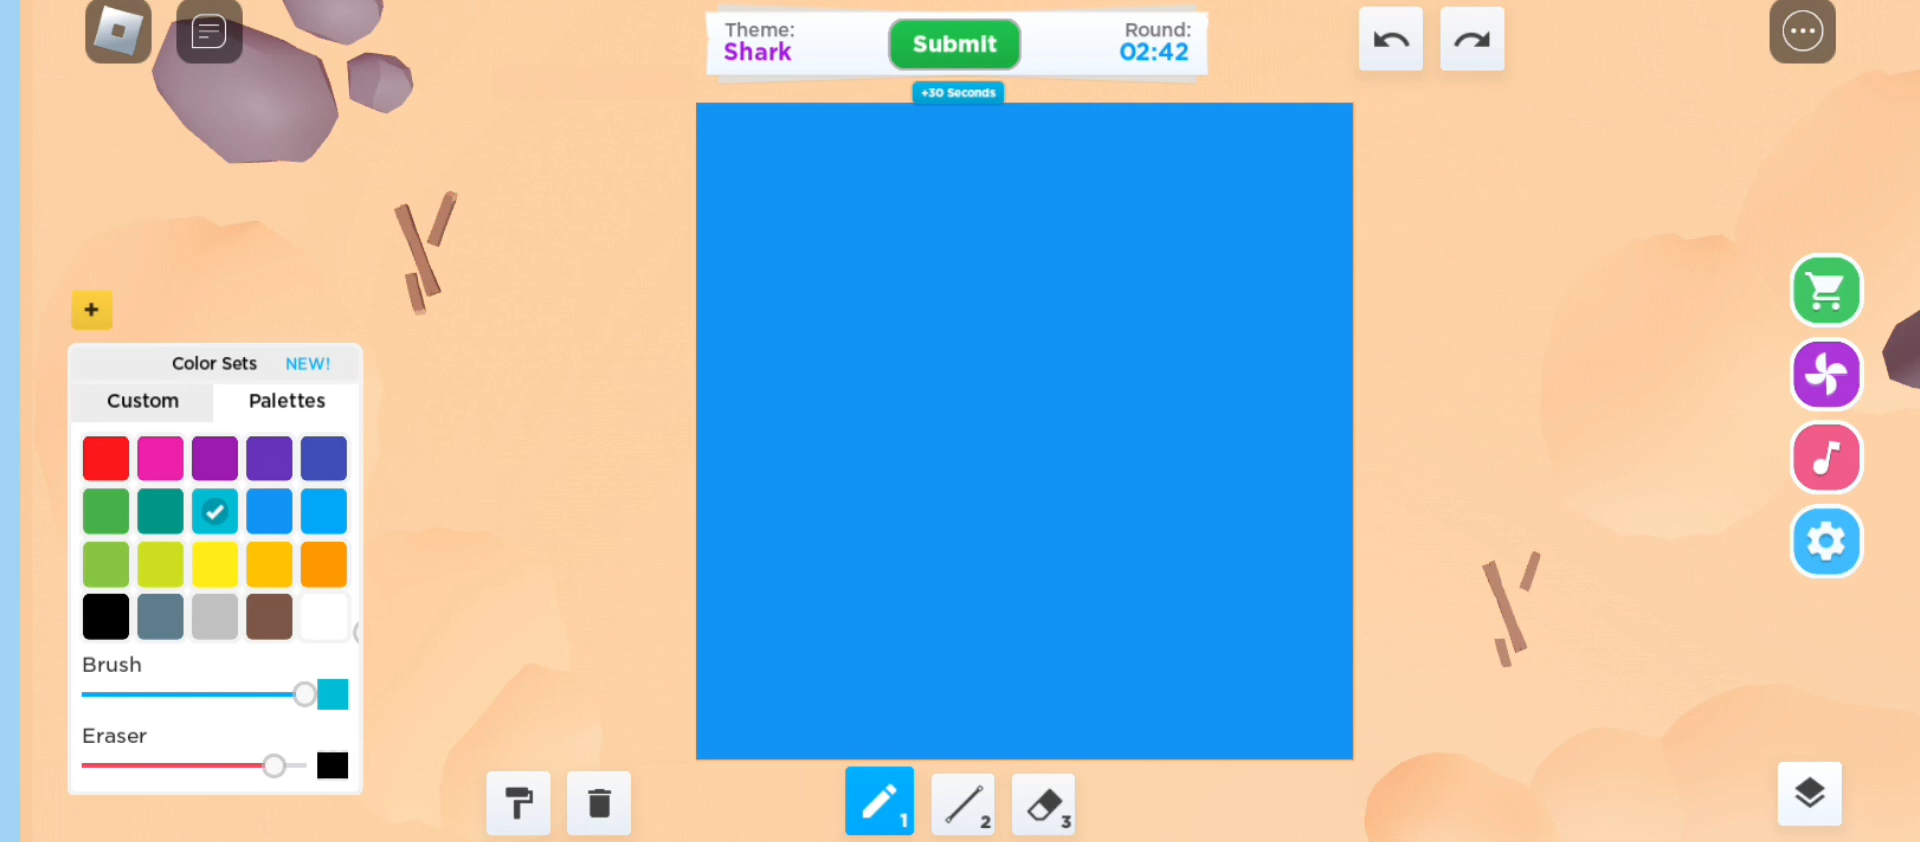 Theme:
Shark
Submit
Round:
02:42
+30 Seconds
+
Color Sets NEW!
Custom Palettes
Brush
Eraser
1
2
3